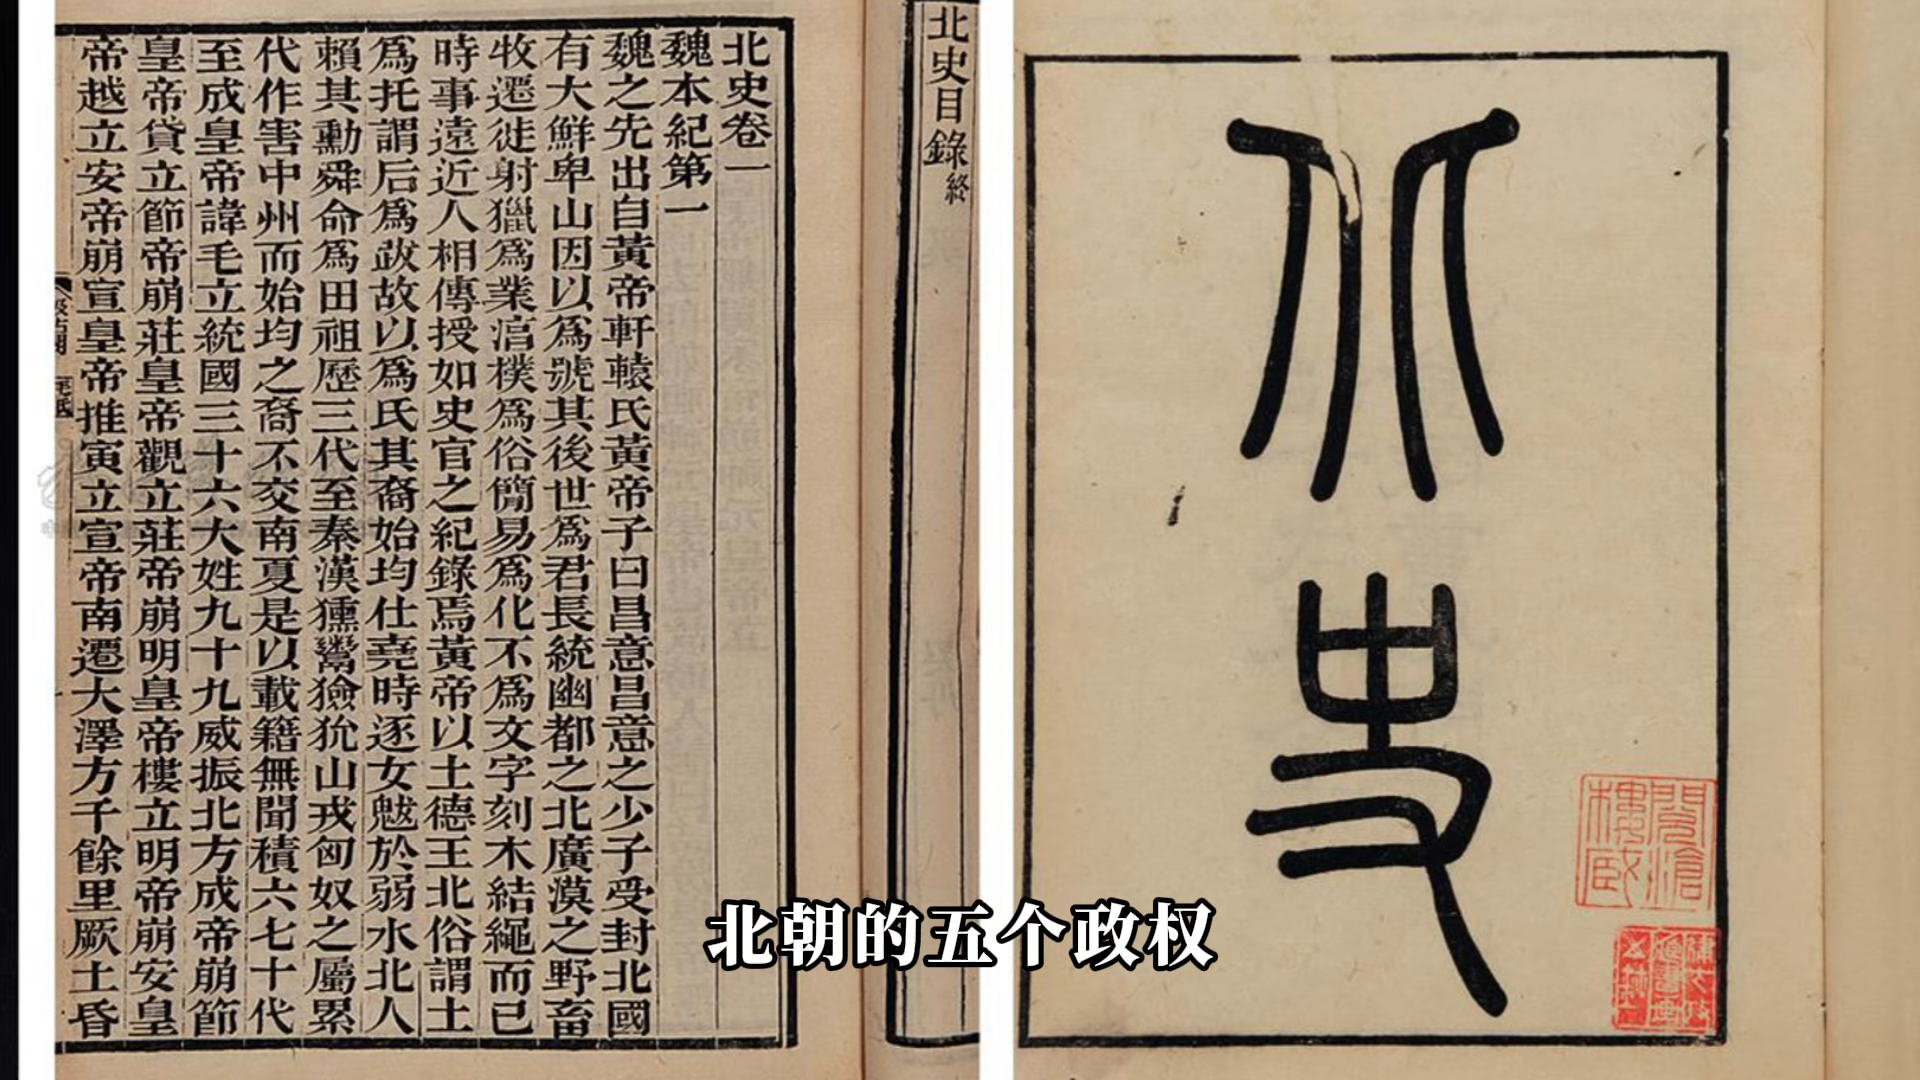 北史
北史目錄終
北史卷一
魏本紀第一
魏之先出自黃帝軒轅氏黃帝子曰昌意昌意之少子受封北國
有大鮮卑山因以爲號其後世爲君長統幽都之北廣漠之野畜
牧遷徙射獵爲業淳樸爲俗簡易爲化不爲文字刻木結繩而已
時事遠近人相傳授如史官之紀錄焉黃帝以土德王北俗謂土
爲托謂后爲跋故以爲氏其裔始均仕堯時逐女魃於弱水北人
賴其勳舜命爲田祖歷三代至秦漢獯鬻獫狁山戎匈奴之屬累
代作害中州而始均之裔不交南夏是以載籍無聞積六七十代
至成皇帝諱毛立統國三十六大姓九十九威振北方成帝崩節
皇帝貸立節帝崩莊皇帝觀立莊帝崩明皇帝樓立明帝崩安皇
帝越立安帝崩宣皇帝推寅立宣帝南遷大澤方千餘里厥土昏
北朝的五个政权